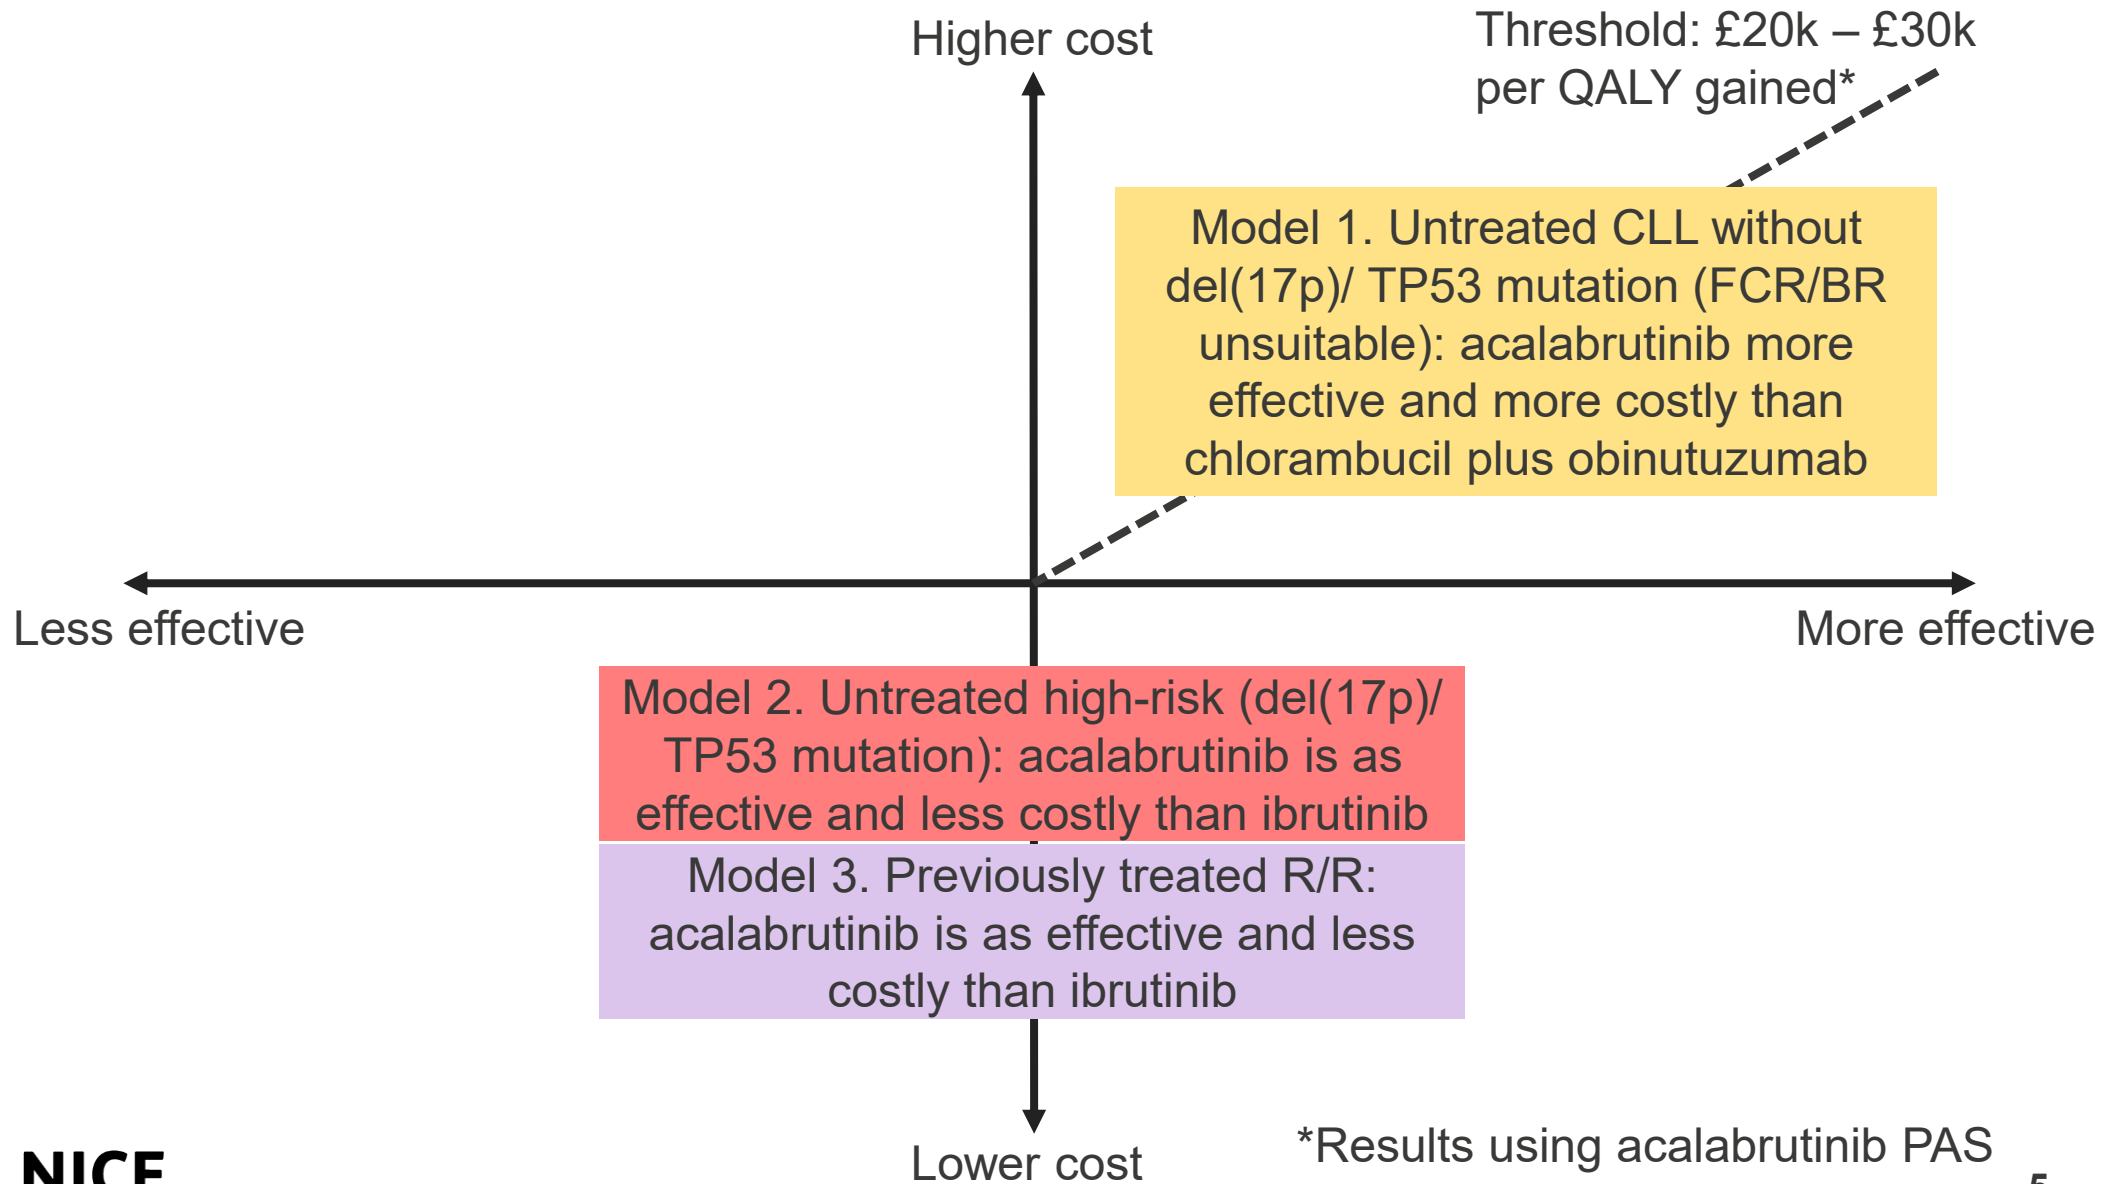 Higher cost
Threshold: £20k – £30k
per QALY gained*
Model 1. Untreated CLL without
del(17p)/ TP53 mutation (FCR/BR
unsuitable): acalabrutinib more
effective and more costly than
chlorambucil plus obinutuzumab
Less effective
More effective
Model 2. Untreated high-risk (del(17p)/
TP53 mutation): acalabrutinib is as
effective and less costly than ibrutinib
Model 3. Previously treated R/R:
acalabrutinib is as effective and less
costly than ibrutinib
Lower cost
*Results using acalabrutinib PAS
NICE
5